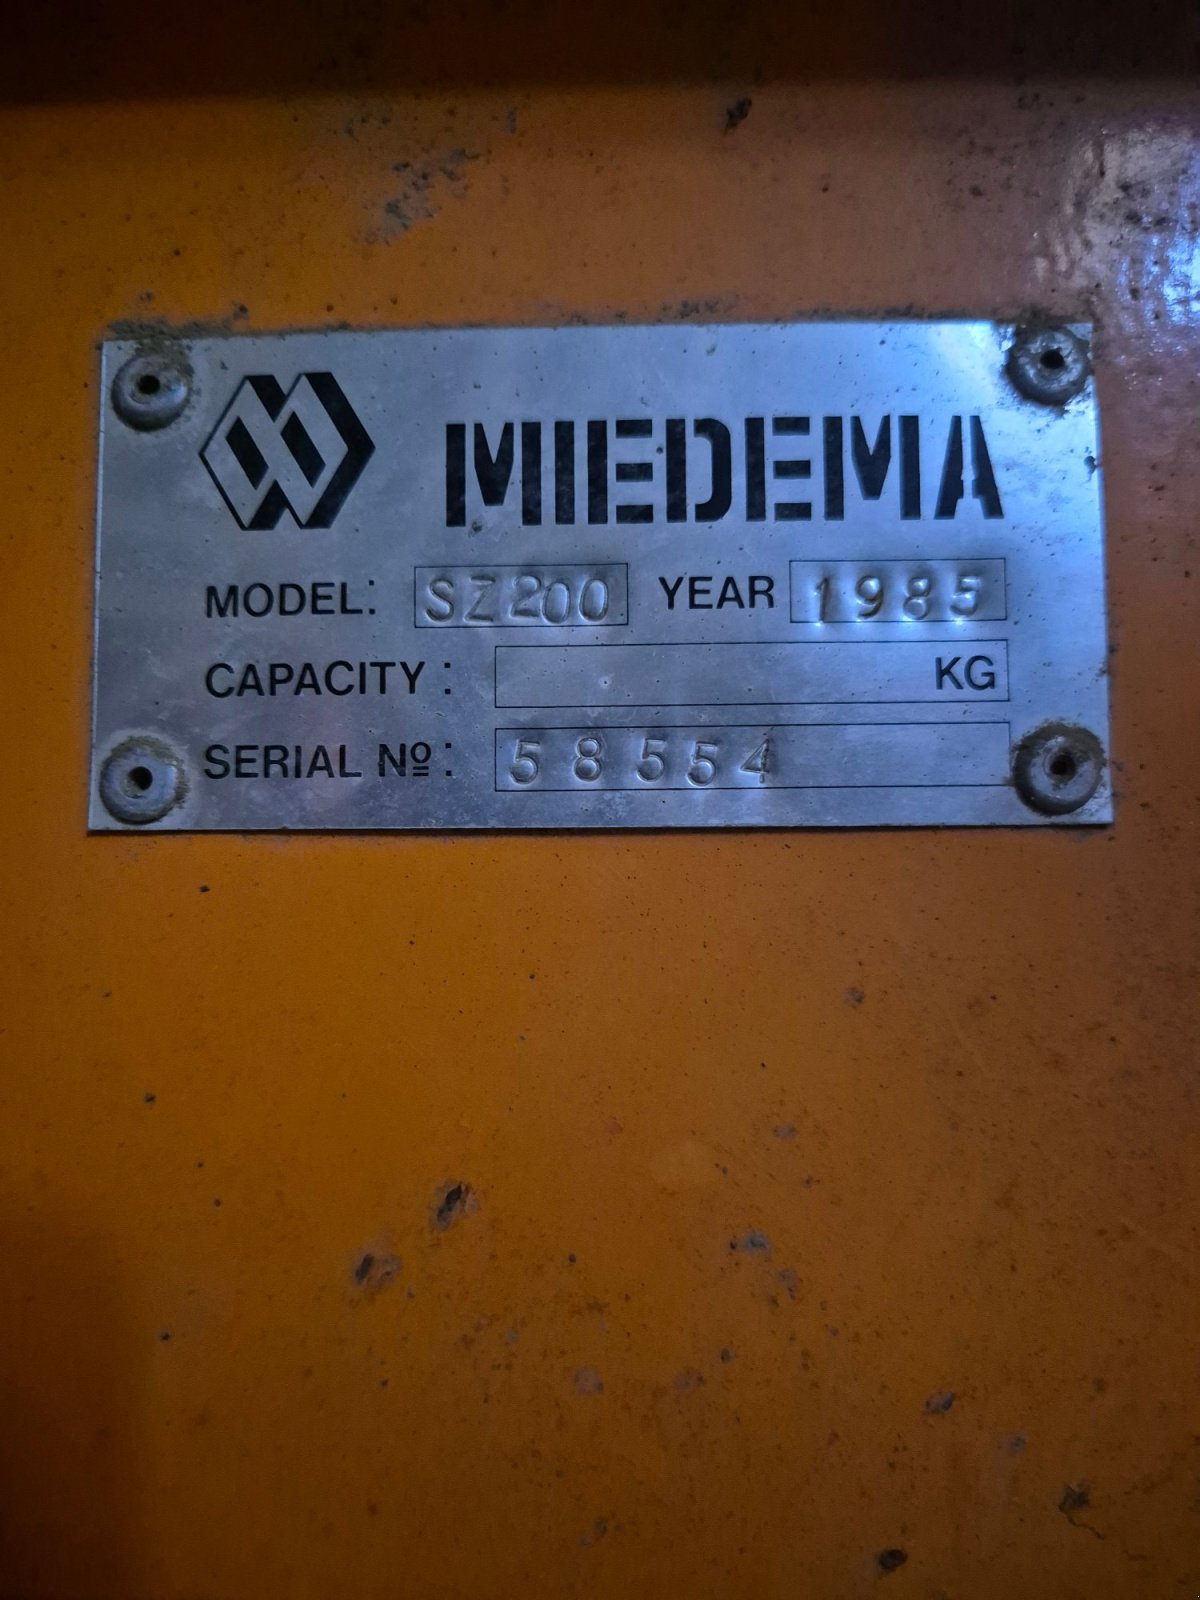 MIEDEMA
MODEL: SZ200 YEAR 1985
CAPACITY: KG
SERIAL Nº: 58554